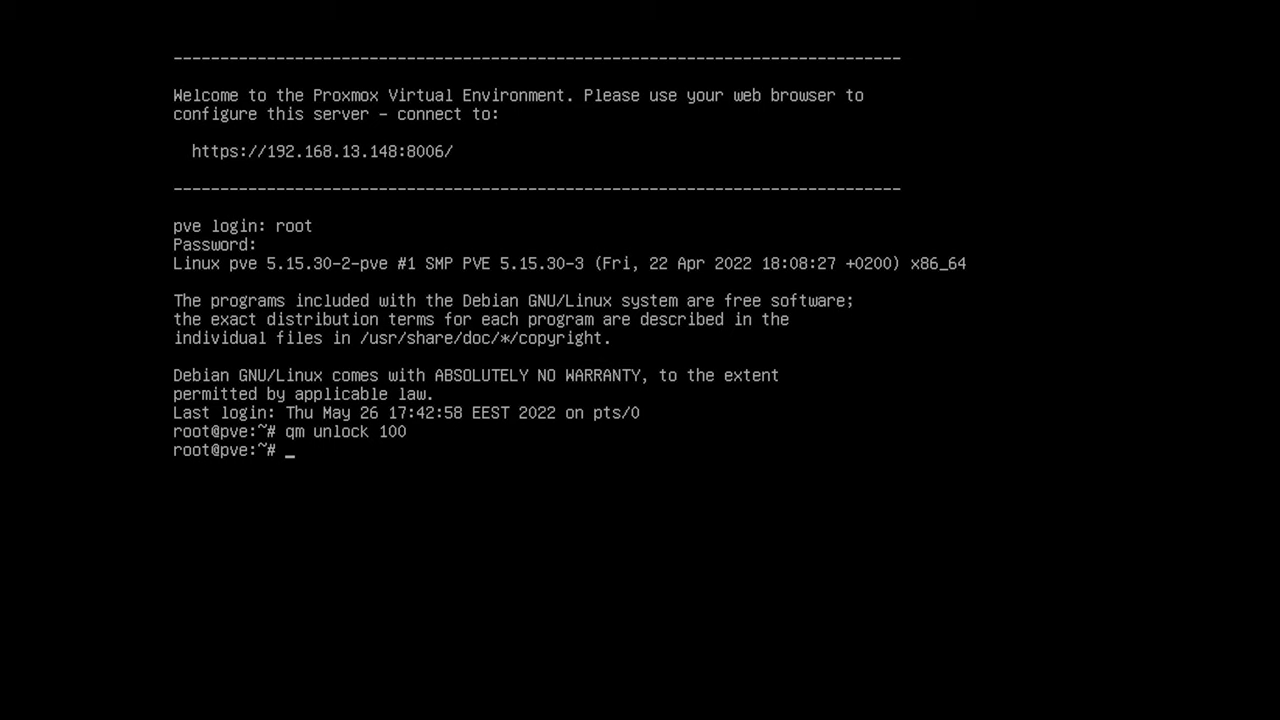 ------------------------------------------------------------------------------
Welcome to the Proxmox Virtual Environment. Please use your web browser to
configure this server - connect to:
https://192.168.13.148:8006/
------------------------------------------------------------------------------
pve login: root
Password:
Linux pve 5.15.30-2-pve #1 SMP PVE 5.15.30-3 (Fri, 22 Apr 2022 18:08:27 +0200) x86_64
The programs included with the Debian GNU/Linux system are free software;
the exact distribution terms for each program are described in the
individual files in /usr/share/doc/*/copyright.
Debian GNU/Linux comes with ABSOLUTELY NO WARRANTY, to the extent
permitted by applicable law.
Last login: Thu May 26 17:42:58 EEST 2022 on pts/0
root@pve:~# qm unlock 100
root@pve:~# _